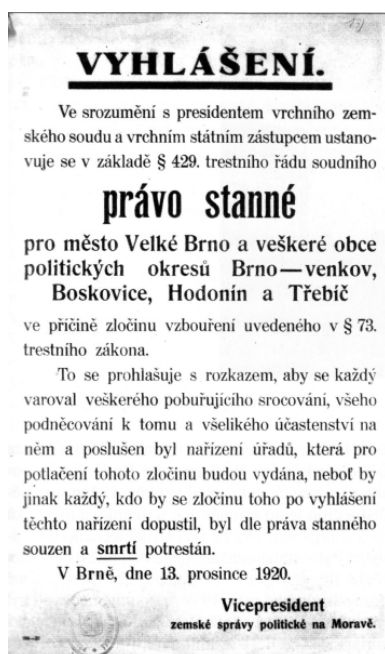 VYHLÁŠENÍ.
Ve srozumění s presidentem vrchního zem-
ského soudu a vrchním státním zástupcem ustano-
vuje se v základě § 429. trestního řádu soudního
právo stanné
pro město Velké Brno a veškeré obce
politických okresů Brno—venkov,
Boskovice, Hodonín a Třebíč
ve příčině zločinu vzbouření uvedeného v § 73.
trestního zákona.
To se prohlašuje s rozkazem, aby se každý
varoval veškerého pobuřujícího srocování, všeho
podněcování k tomu a všelikého účastenství na
něm a poslušen byl nařízení úřadů, která pro
potlačení tohoto zločinu budou vydána, neboť by
jinak každý, kdo by se zločinu toho po vyhlášení
těchto nařízení dopustil, byl dle práva stanného
souzen a smrtí potrestán.
V Brně, dne 13. prosince 1920.
Vicepresident
zemské správy politické na Moravě.